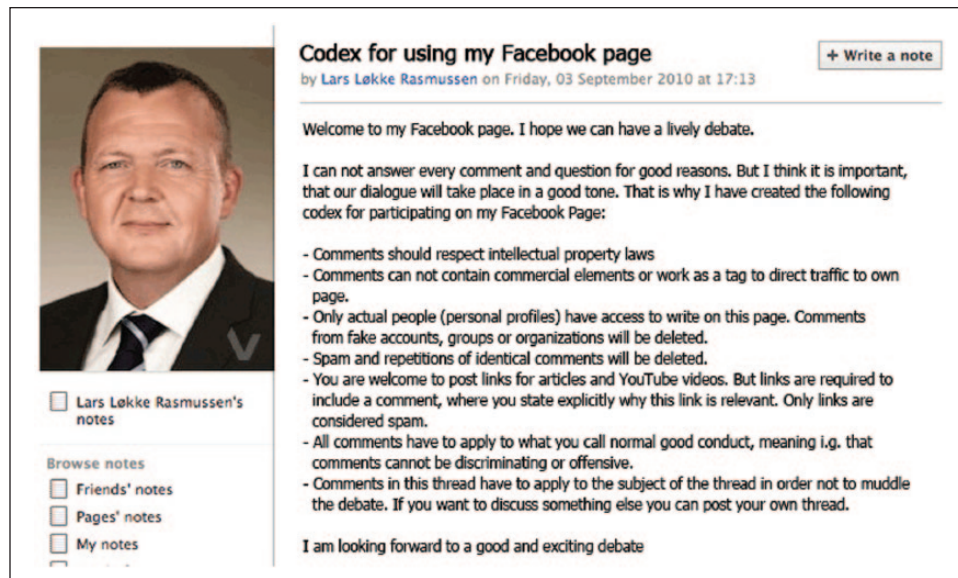 Codex for using my Facebook page
+ Write a note
by Lars Løkke Rasmussen on Friday, 03 September 2010 at 17:13
Welcome to my Facebook page. I hope we can have a lively debate.
I can not answer every comment and question for good reasons. But I think it is important,
that our dialogue will take place in a good tone. That is why I have created the following
codex for participating on my Facebook Page:
- Comments should respect intellectual property laws
- Comments can not contain commercial elements or work as a tag to direct traffic to own
page.
- Only actual people (personal profiles) have access to write on this page. Comments
from fake accounts, groups or organizations will be deleted.
- Spam and repetitions of identical comments will be deleted.
- You are welcome to post links for articles and YouTube videos. But links are required to
include a comment, where you state explicitly why this link is relevant. Only links are
considered spam.
- All comments have to apply to what you call normal good conduct, meaning i.g. that
comments cannot be discriminating or offensive.
- Comments in this thread have to apply to the subject of the thread in order not to muddle
the debate. If you want to discuss something else you can post your own thread.
I am looking forward to a good and exciting debate
V
Lars Løkke Rasmussen's
notes
Browse notes
Friends' notes
Pages' notes
My notes